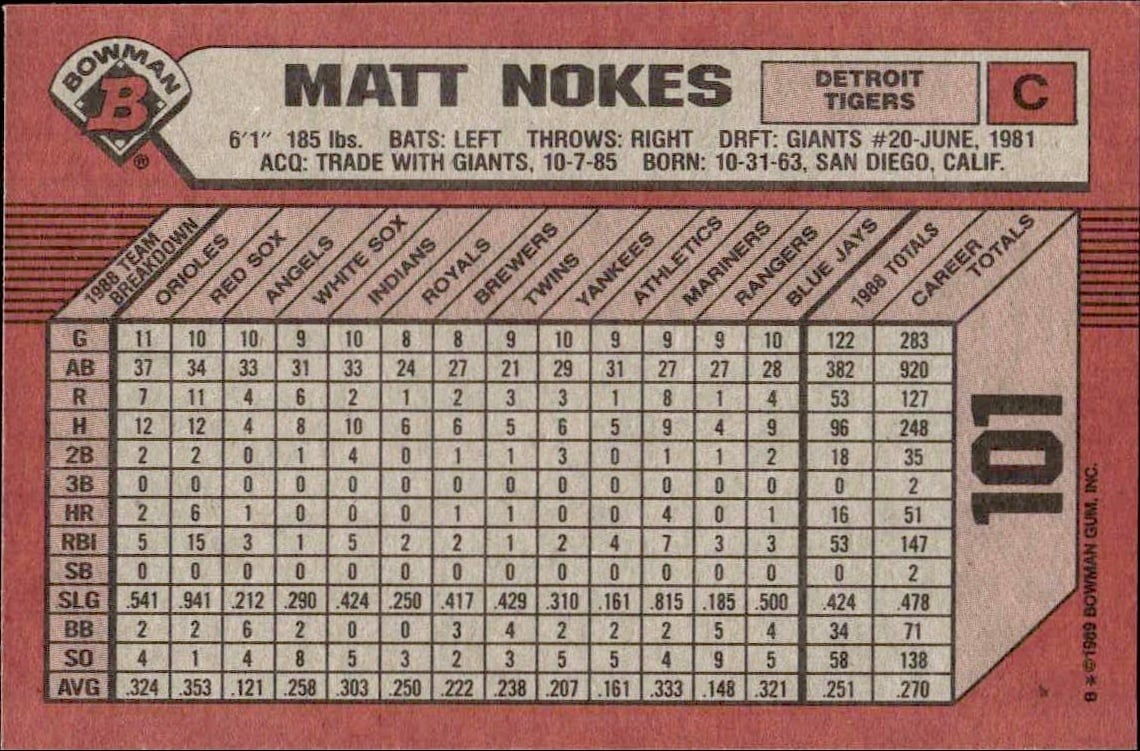 BOWMAN
B
®
MATT NOKES
DETROIT
TIGERS
C
6'1" 185 lbs. BATS: LEFT THROWS: RIGHT DRFT: GIANTS #20-JUNE, 1981
ACQ: TRADE WITH GIANTS, 10-7-85 BORN: 10-31-63, SAN DIEGO, CALIF.
1988 TEAM BREAKDOWN ORIOLES RED SOX ANGELS WHITE SOX INDIANS ROYALS BREWERS TWINS YANKEES ATHLETICS MARINERS RANGERS BLUE JAYS 1988 TOTALS CAREER TOTALS
G 11 10 10 9 10 8 8 9 10 9 9 9 10 122 283
AB 37 34 33 31 33 24 27 21 29 31 27 27 28 382 920
R 7 11 4 6 2 1 2 3 3 1 8 1 4 53 127
H 12 12 4 8 10 6 6 5 6 5 9 4 9 96 248
2B 2 2 0 1 4 0 1 1 3 0 1 1 2 18 35
3B 0 0 0 0 0 0 0 0 0 0 0 0 0 0 2
HR 2 6 1 0 0 0 1 1 0 0 4 0 1 16 51
RBI 5 15 3 1 5 2 2 1 2 4 7 3 3 53 147
SB 0 0 0 0 0 0 0 0 0 0 0 0 0 0 2
SLG .541 .941 .212 .290 .424 .250 .417 .429 .310 .161 .815 .185 .500 .424 .478
BB 2 2 6 2 0 0 3 4 2 2 2 5 4 34 71
SO 4 1 4 8 5 3 2 3 5 5 4 9 5 58 138
AVG .324 .353 .121 .258 .303 .250 .222 .238 .207 .161 .333 .148 .321 .251 .270
101
B*©1989 BOWMAN GUM, INC.